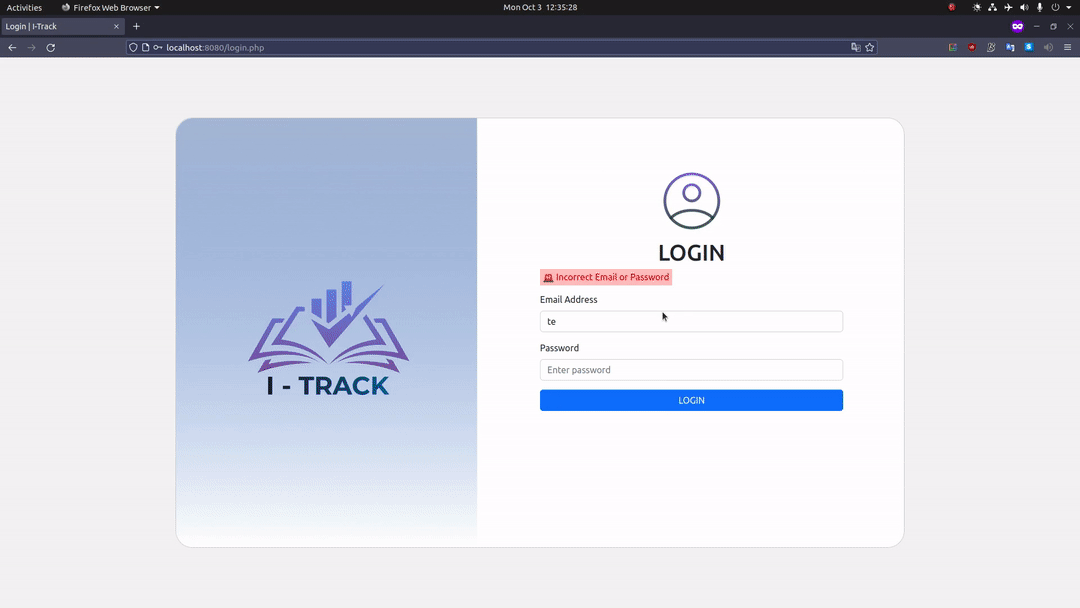 Activities Firefox Web Browser Mon Oct 3 12:35:28
Login | I-Track
localhost:8080/login.php
I - TRACK
LOGIN
Incorrect Email or Password
Email Address
te
Password
Enter password
LOGIN